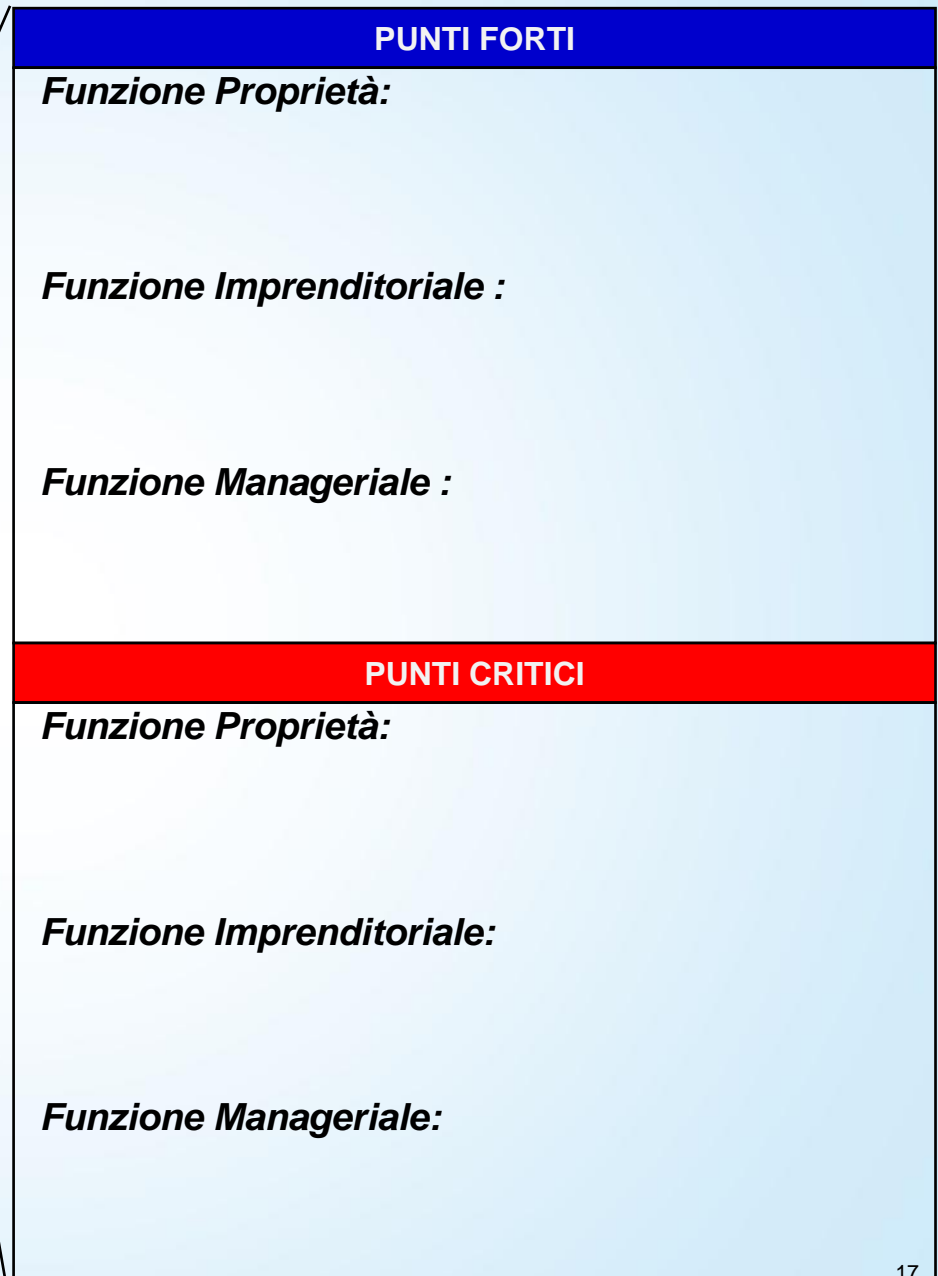 PUNTI FORTI
Funzione Proprietà:
Funzione Imprenditoriale :
Funzione Manageriale :
PUNTI CRITICI
Funzione Proprietà:
Funzione Imprenditoriale:
Funzione Manageriale:
17